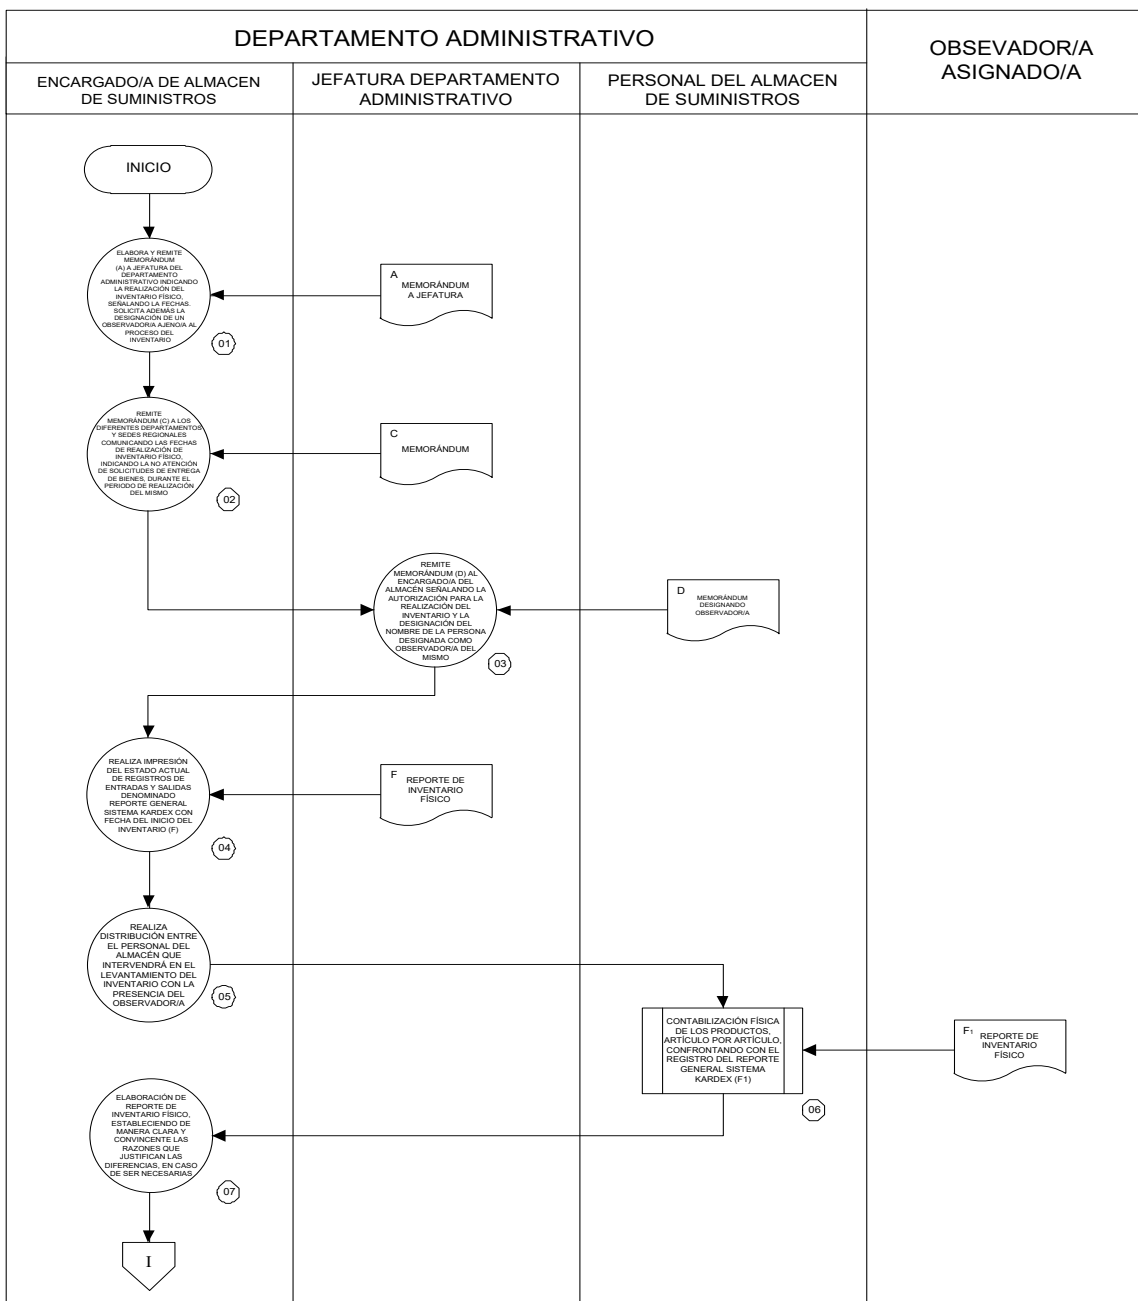 DEPARTAMENTO ADMINISTRATIVO
OBSEVADOR/A
ASIGNADO/A
ENCARGADO/A DE ALMACEN
DE SUMINISTROS
JEFATURA DEPARTAMENTO
ADMINISTRATIVO
PERSONAL DEL ALMACEN
DE SUMINISTROS
INICIO
ELABORA Y REMITE
MEMORÁNDUM
(A) A JEFATURA DEL
DEPARTAMENTO
ADMINISTRATIVO INDICANDO
LA REALIZACIÓN DEL
INVENTARIO FÍSICO,
SEÑALANDO LA FECHAS.
SOLICITA ADEMÁS LA
DESIGNACIÓN DE UN
OBSERVADOR/A AJENO/A AL
PROCESO DEL
INVENTARIO
01
A
MEMORÁNDUM
A JEFATURA
REMITE
MEMORÁNDUM (C) A LOS
DIFERENTES DEPARTAMENTOS
Y SEDES REGIONALES
COMUNICANDO LAS FECHAS
DE REALIZACIÓN DE
INVENTARIO FÍSICO,
INDICANDO LA NO ATENCIÓN
DE SOLICITUDES DE ENTREGA
DE BIENES, DURANTE EL
PERIODO DE REALIZACIÓN
DEL MISMO
02
C
MEMORÁNDUM
REMITE
MEMORÁNDUM (D) AL
ENCARGADO/A DEL
ALMACÉN SEÑALANDO LA
AUTORIZACIÓN PARA LA
REALIZACIÓN DEL
INVENTARIO Y LA
DESIGNACIÓN DEL
NOMBRE DE LA PERSONA
DESIGNADA COMO
OBSERVADOR/A DEL
MISMO
03
D
MEMORÁNDUM
DESIGNANDO
OBSERVADOR/A
REALIZA IMPRESIÓN
DEL ESTADO ACTUAL
DE REGISTROS DE
ENTRADAS Y SALIDAS
DENOMINADO
REPORTE GENERAL
SISTEMA KARDEX CON
FECHA DEL INICIO DEL
INVENTARIO (F)
04
F
REPORTE DE
INVENTARIO
FÍSICO
REALIZA
DISTRIBUCIÓN ENTRE
EL PERSONAL DEL
ALMACÉN QUE
INTERVENDRÁ EN EL
LEVANTAMIENTO DEL
INVENTARIO CON LA
PRESENCIA DEL
OBSERVADOR/A
05
CONTABILIZACIÓN FÍSICA
DE LOS PRODUCTOS,
ARTÍCULO POR ARTÍCULO,
CONFRONTANDO CON EL
REGISTRO DEL REPORTE
GENERAL SISTEMA
KARDEX (F1)
06
F1
REPORTE DE
INVENTARIO
FÍSICO
ELABORACIÓN DE
REPORTE DE
INVENTARIO FÍSICO,
ESTABLECIENDO DE
MANERA CLARA Y
CONVINCENTE LAS
RAZONES QUE
JUSTIFICAN LAS
DIFERENCIAS, EN CASO
DE SER NECESARIAS
07
I